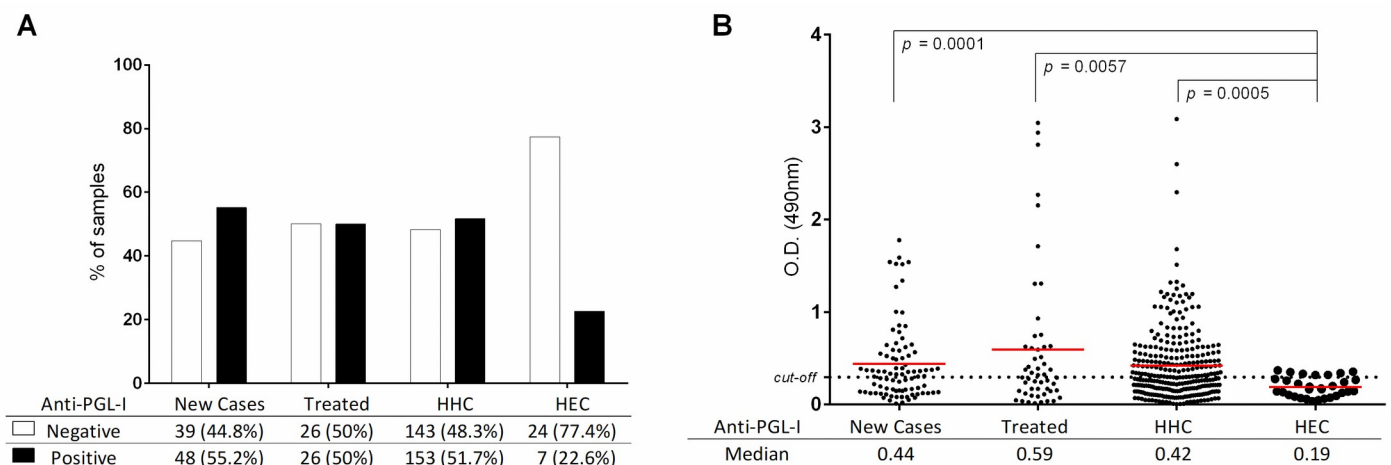 A
% of samples
100
80
60
40
20
0
Anti-PGL-I New Cases Treated HHC HEC
Negative 39 (44.8%) 26 (50%) 143 (48.3%) 24 (77.4%)
Positive 48 (55.2%) 26 (50%) 153 (51.7%) 7 (22.6%)
B
O.D. (490nm)
4
3
2
1
0
p = 0.0001
p = 0.0057
p = 0.0005
cut-off
Anti-PGL-I New Cases Treated HHC HEC
Median 0.44 0.59 0.42 0.19